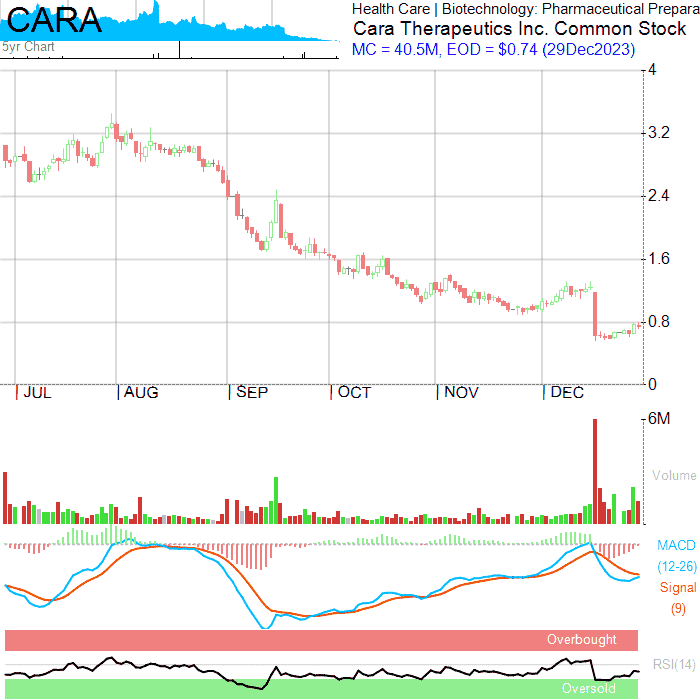 CARA
5yr Chart
Health Care | Biotechnology: Pharmaceutical Prepara
Cara Therapeutics Inc. Common Stock
MC = 40.5M, EOD = $0.74 (29Dec2023)
4
3.2
2.4
1.6
0.8
0
JUL AUG SEP OCT NOV DEC
6M
Volume
MACD
(12-26)
Signal
(9)
Overbought
RSI(14)
Oversold